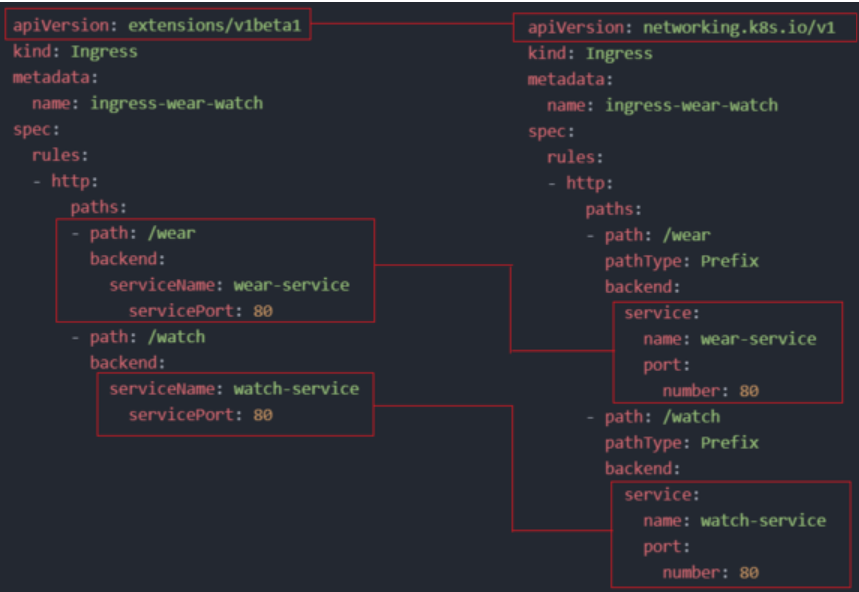 apiVersion: extensions/v1beta1
kind: Ingress
metadata:
  name: ingress-wear-watch
spec:
  rules:
  - http:
      paths:
      - path: /wear
        backend:
          serviceName: wear-service
            servicePort: 80
      - path: /watch
        backend:
          serviceName: watch-service
            servicePort: 80
apiVersion: networking.k8s.io/v1
kind: Ingress
metadata:
  name: ingress-wear-watch
spec:
  rules:
  - http:
      paths:
      - path: /wear
        pathType: Prefix
        backend:
          service:
            name: wear-service
            port:
              number: 80
      - path: /watch
        pathType: Prefix
        backend:
          service:
            name: watch-service
            port:
              number: 80